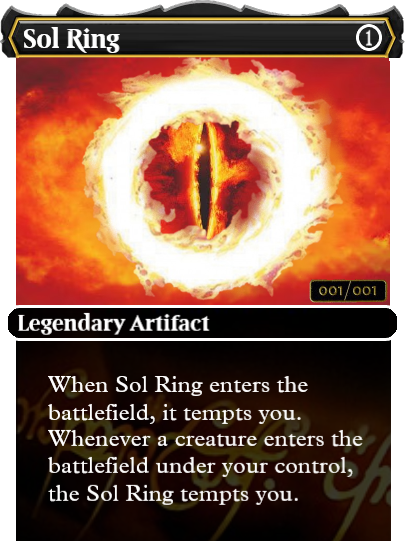 Sol Ring 1
001/001
Legendary Artifact
When Sol Ring enters the
battlefield, it tempts you.
Whenever a creature enters the
battlefield under your control,
the Sol Ring tempts you.